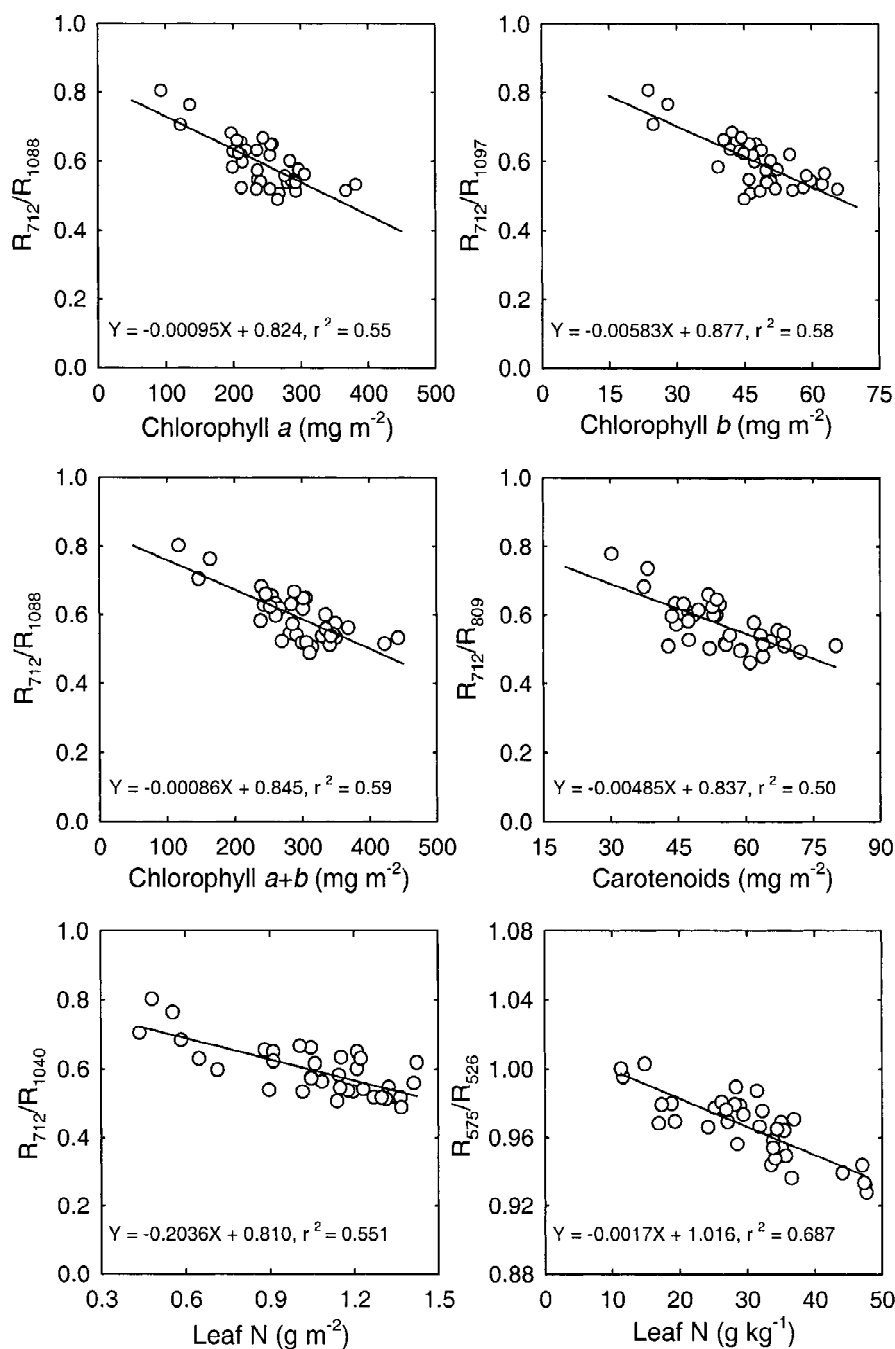 R712/R1088
1.0
0.8
0.6
0.4
0.2
0.0
Y = -0.00095X + 0.824, r² = 0.55
0 100 200 300 400 500
Chlorophyll a (mg m⁻²)
R712/R1097
1.0
0.8
0.6
0.4
0.2
0.0
Y = -0.00583X + 0.877, r² = 0.58
0 15 30 45 60 75
Chlorophyll b (mg m⁻²)
R712/R1088
1.0
0.8
0.6
0.4
0.2
0.0
Y = -0.00086X + 0.845, r² = 0.59
0 100 200 300 400 500
Chlorophyll a+b (mg m⁻²)
R712/R809
1.0
0.8
0.6
0.4
0.2
0.0
Y = -0.00485X + 0.837, r² = 0.50
15 30 45 60 75 90
Carotenoids (mg m⁻²)
R712/R1040
1.0
0.8
0.6
0.4
0.2
0.0
Y = -0.2036X + 0.810, r² = 0.551
0.3 0.6 0.9 1.2 1.5
Leaf N (g m⁻²)
R575/R526
1.08
1.04
1.00
0.96
0.92
0.88
Y = -0.0017X + 1.016, r² = 0.687
0 10 20 30 40 50
Leaf N (g kg⁻¹)